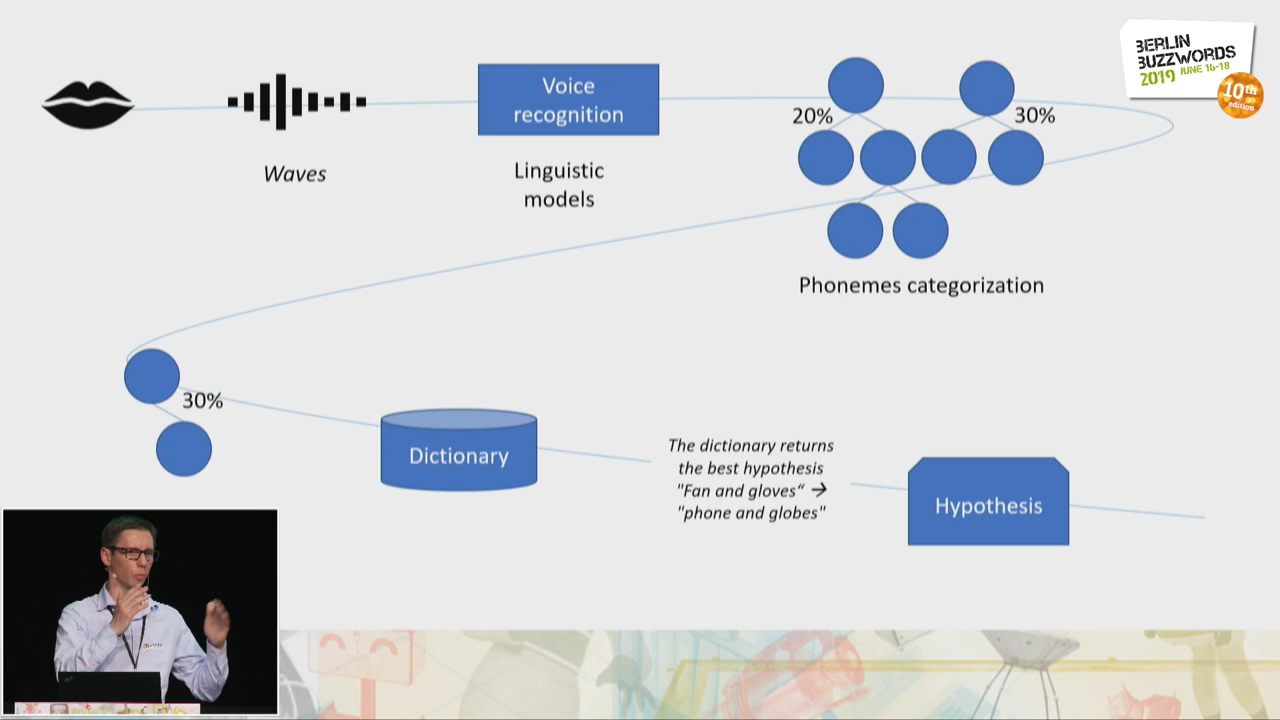 BERLIN
BUZZWORDS
2019 JUNE 16-18
10th
edition
Voice
recognition
20%
30%
Waves
Linguistic
models
Phonemes categorization
30%
Dictionary
The dictionary returns
the best hypothesis
"Fan and gloves“ →
"phone and globes"
Hypothesis